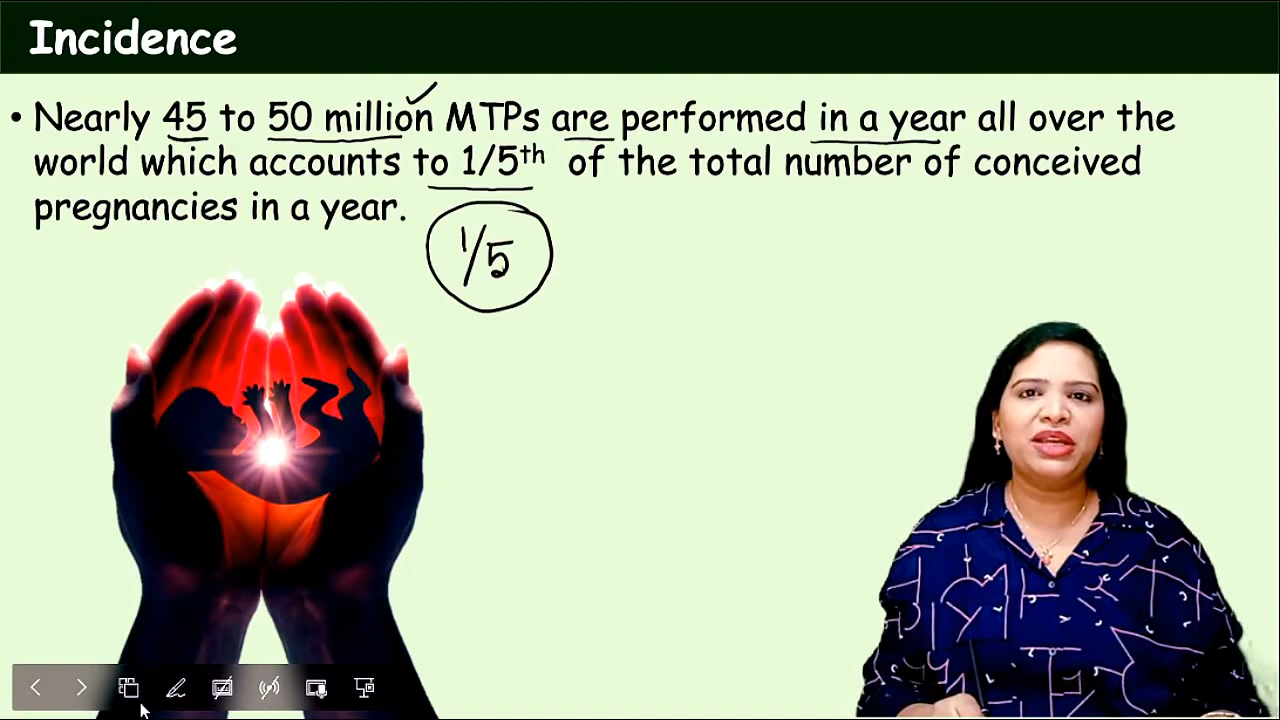 Incidence
• Nearly 45 to 50 million MTPs are performed in a year all over the
world which accounts to 1/5th of the total number of conceived
pregnancies in a year.
1/5